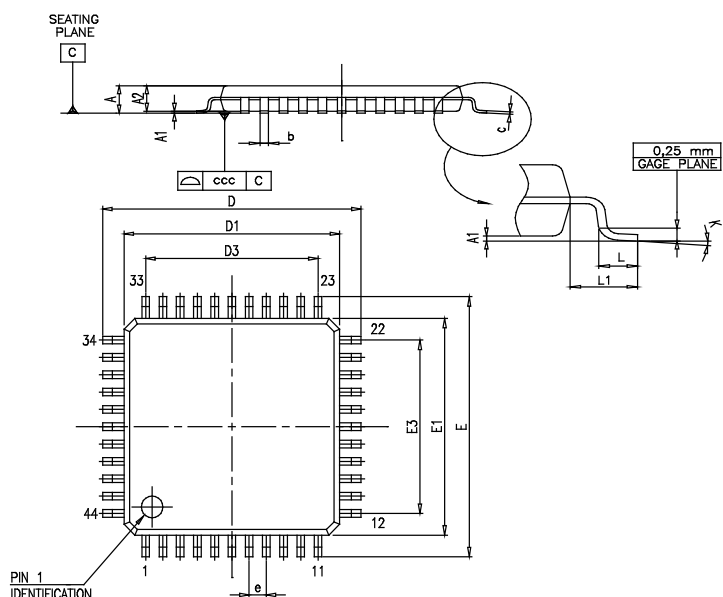 SEATING
PLANE
C
A
A2
A1
b
c
ccc C
0,25 mm
GAGE PLANE
K
A1
L
L1
D
D1
D3
33
23
34
22
E3
E1
E
44
12
PIN 1
IDENTIFICATION
1
11
e